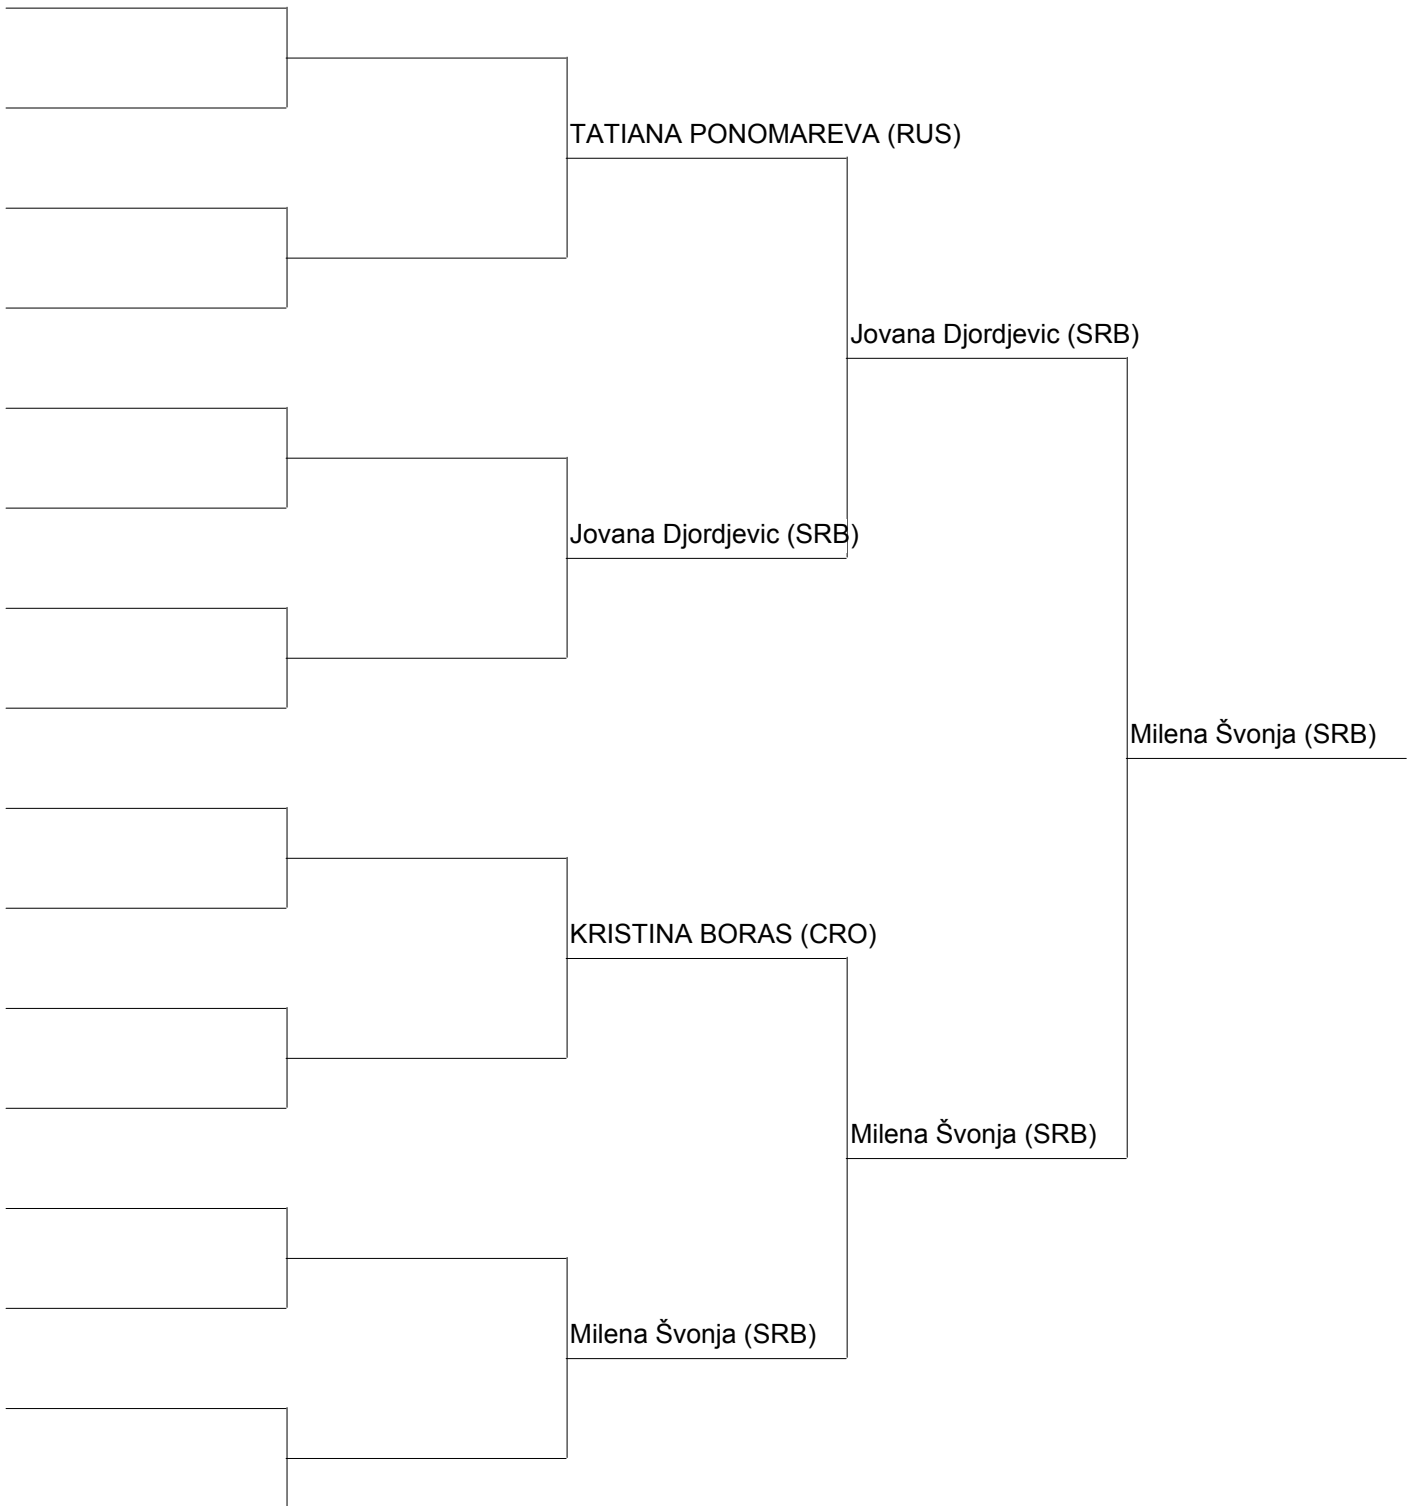 TATIANA PONOMAREVA (RUS)
Jovana Djordjevic (SRB)
Jovana Djordjevic (SRB)
Milena Švonja (SRB)
KRISTINA BORAS (CRO)
Milena Švonja (SRB)
Milena Švonja (SRB)